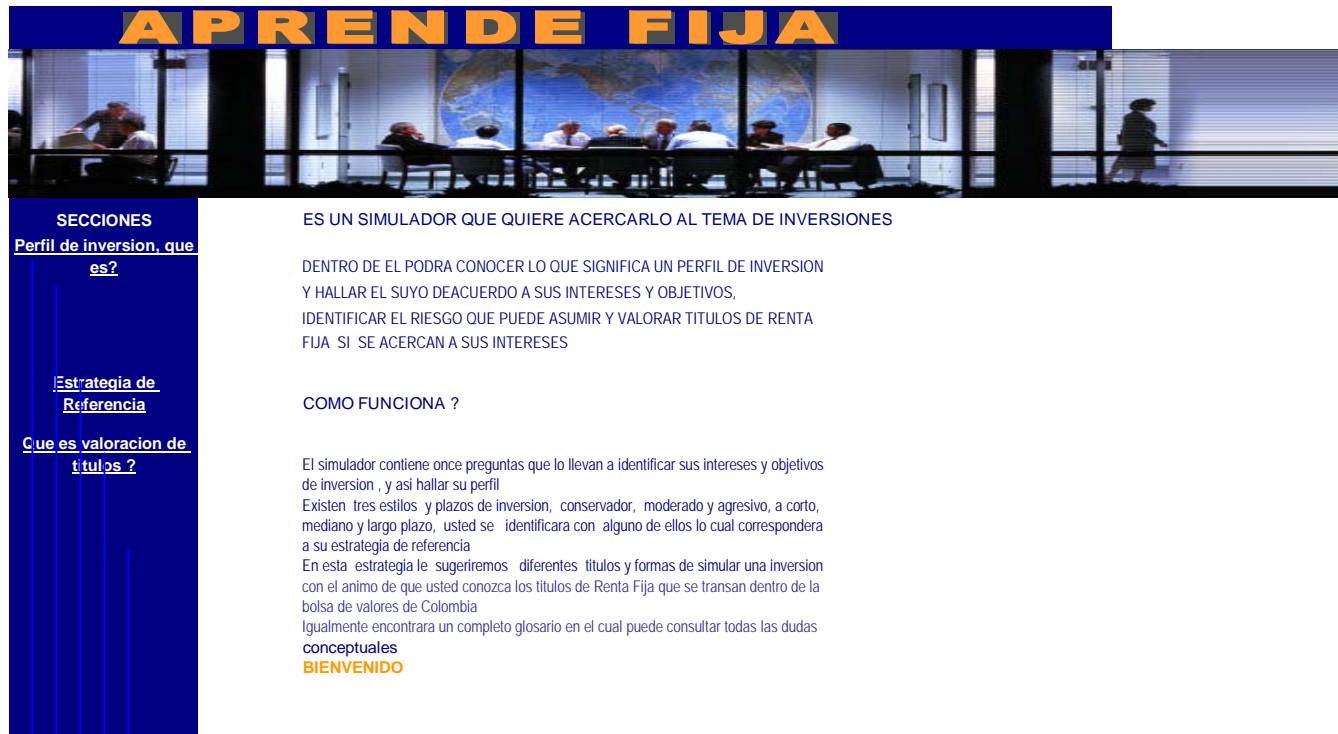 APRENDE FIJA
SECCIONES
Perfil de inversion, que
es?
Estrategia de
Referencia
Que es valoracion de
titulos ?
ES UN SIMULADOR QUE QUIERE ACERCARLO AL TEMA DE INVERSIONES
DENTRO DE EL PODRA CONOCER LO QUE SIGNIFICA UN PERFIL DE INVERSION
Y HALLAR EL SUYO DEACUERDO A SUS INTERESES Y OBJETIVOS,
IDENTIFICAR EL RIESGO QUE PUEDE ASUMIR Y VALORAR TITULOS DE RENTA
FIJA SI SE ACERCAN A SUS INTERESES
COMO FUNCIONA ?
El simulador contiene once preguntas que lo llevan a identificar sus intereses y objetivos
de inversion , y asi hallar su perfil
Existen tres estilos y plazos de inversion, conservador, moderado y agresivo, a corto,
mediano y largo plazo, usted se identificara con alguno de ellos lo cual correspondera
a su estrategia de referencia
En esta estrategia le sugeriremos diferentes titulos y formas de simular una inversion
con el animo de que usted conozca los titulos de Renta Fija que se transan dentro de la
bolsa de valores de Colombia
Igualmente encontrara un completo glosario en el cual puede consultar todas las dudas
conceptuales
BIENVENIDO